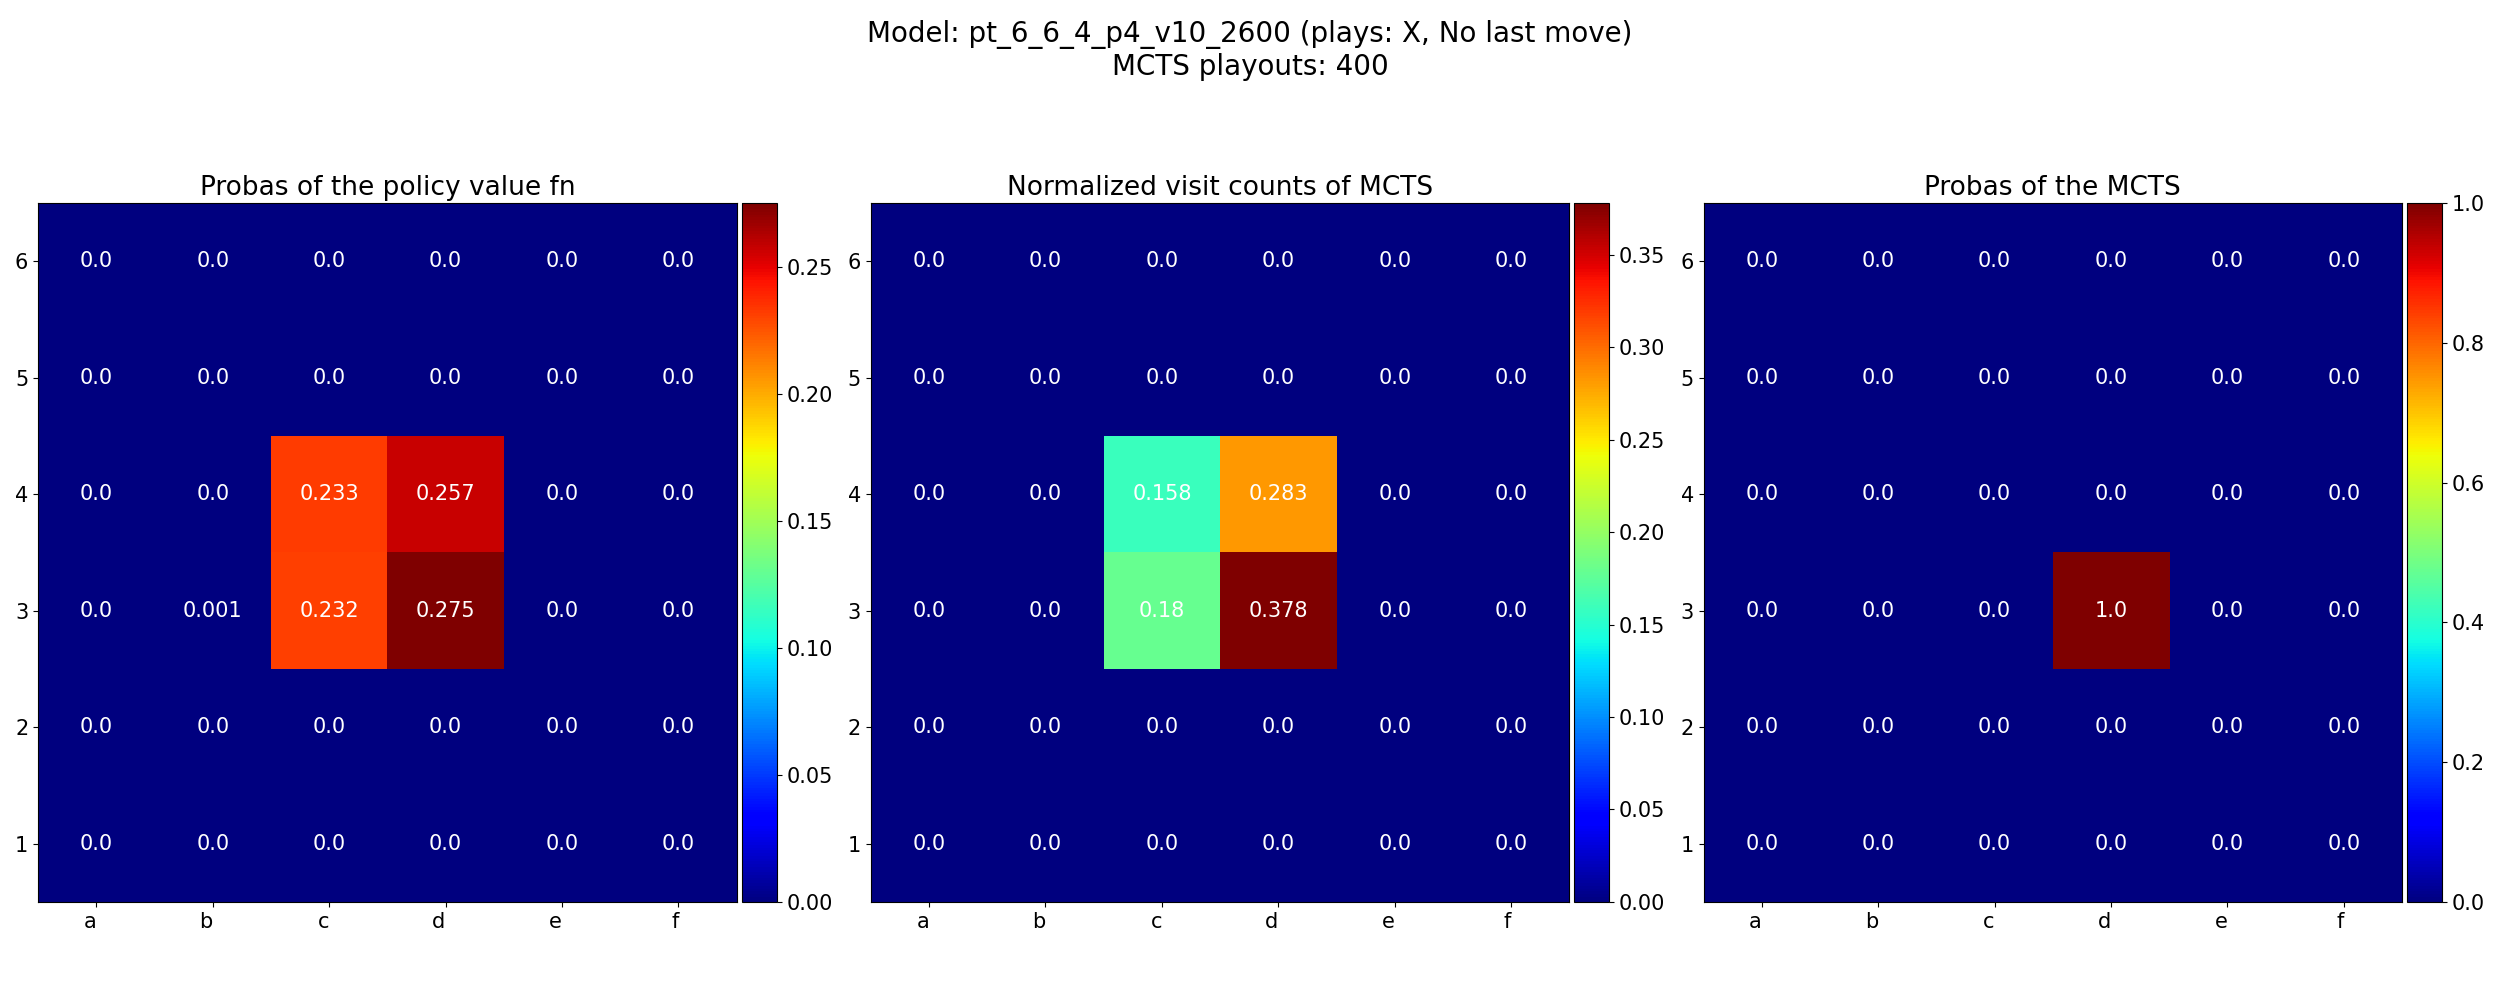 Model: pt_6_6_4_p4_v10_2600 (plays: X, No last move)
MCTS playouts: 400
Probas of the policy value fn
6 0.0 0.0 0.0 0.0 0.0 0.0
5 0.0 0.0 0.0 0.0 0.0 0.0
4 0.0 0.0 0.233 0.257 0.0 0.0
3 0.0 0.001 0.232 0.275 0.0 0.0
2 0.0 0.0 0.0 0.0 0.0 0.0
1 0.0 0.0 0.0 0.0 0.0 0.0
a b c d e f
0.25
0.20
0.15
0.10
0.05
0.00
Normalized visit counts of MCTS
6 0.0 0.0 0.0 0.0 0.0 0.0
5 0.0 0.0 0.0 0.0 0.0 0.0
4 0.0 0.0 0.158 0.283 0.0 0.0
3 0.0 0.0 0.18 0.378 0.0 0.0
2 0.0 0.0 0.0 0.0 0.0 0.0
1 0.0 0.0 0.0 0.0 0.0 0.0
a b c d e f
0.35
0.30
0.25
0.20
0.15
0.10
0.05
0.00
Probas of the MCTS
6 0.0 0.0 0.0 0.0 0.0 0.0
5 0.0 0.0 0.0 0.0 0.0 0.0
4 0.0 0.0 0.0 0.0 0.0 0.0
3 0.0 0.0 0.0 1.0 0.0 0.0
2 0.0 0.0 0.0 0.0 0.0 0.0
1 0.0 0.0 0.0 0.0 0.0 0.0
a b c d e f
1.0
0.8
0.6
0.4
0.2
0.0